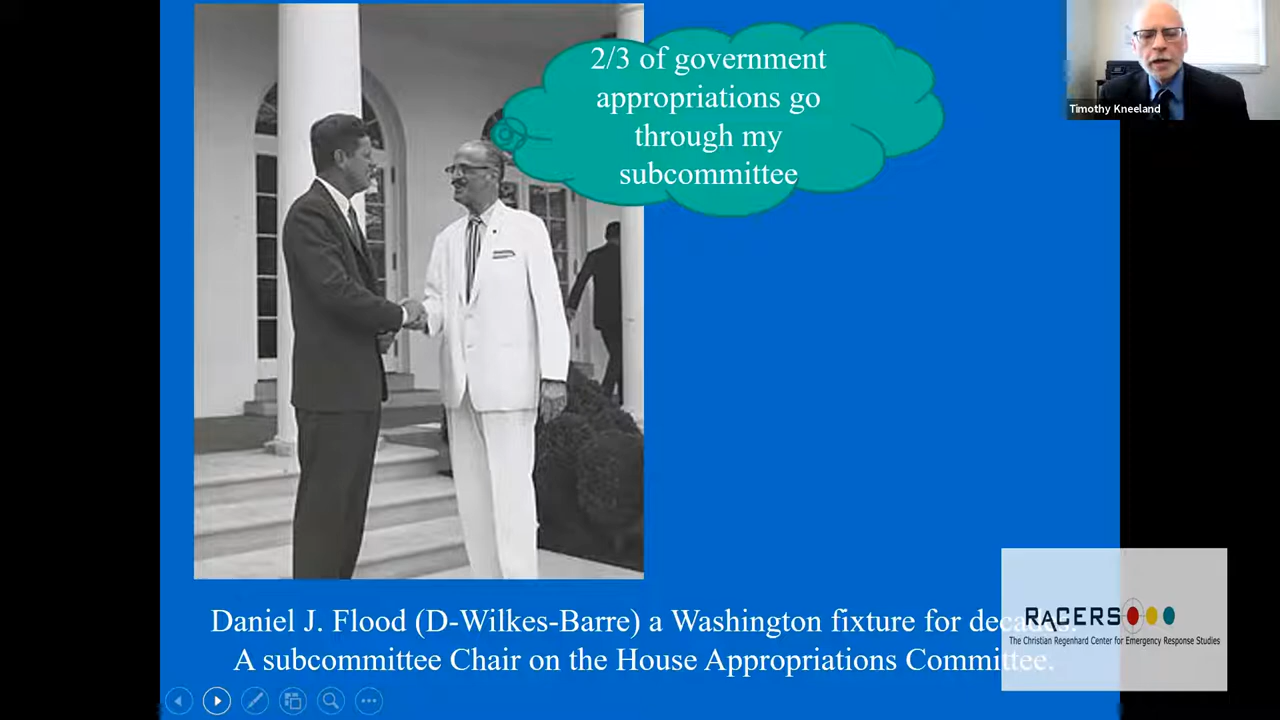 2/3 of government
appropriations go
through my
subcommittee
Timothy Kneeland
Daniel J. Flood (D-Wilkes-Barre) a Washington fixture for decades.
A subcommittee Chair on the House Appropriations Committee.
RACERS
The Christian Regenhard Center for Emergency Response Studies